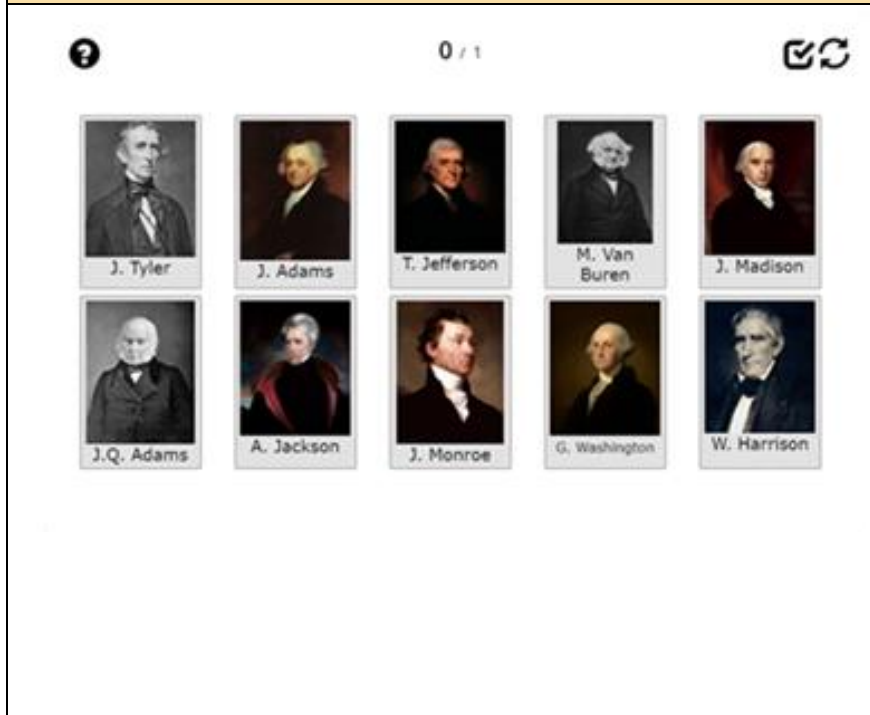 ?
0 / 1
J. Tyler
J. Adams
T. Jefferson
M. Van
Buren
J. Madison
J.Q. Adams
A. Jackson
J. Monroe
G. Washington
W. Harrison